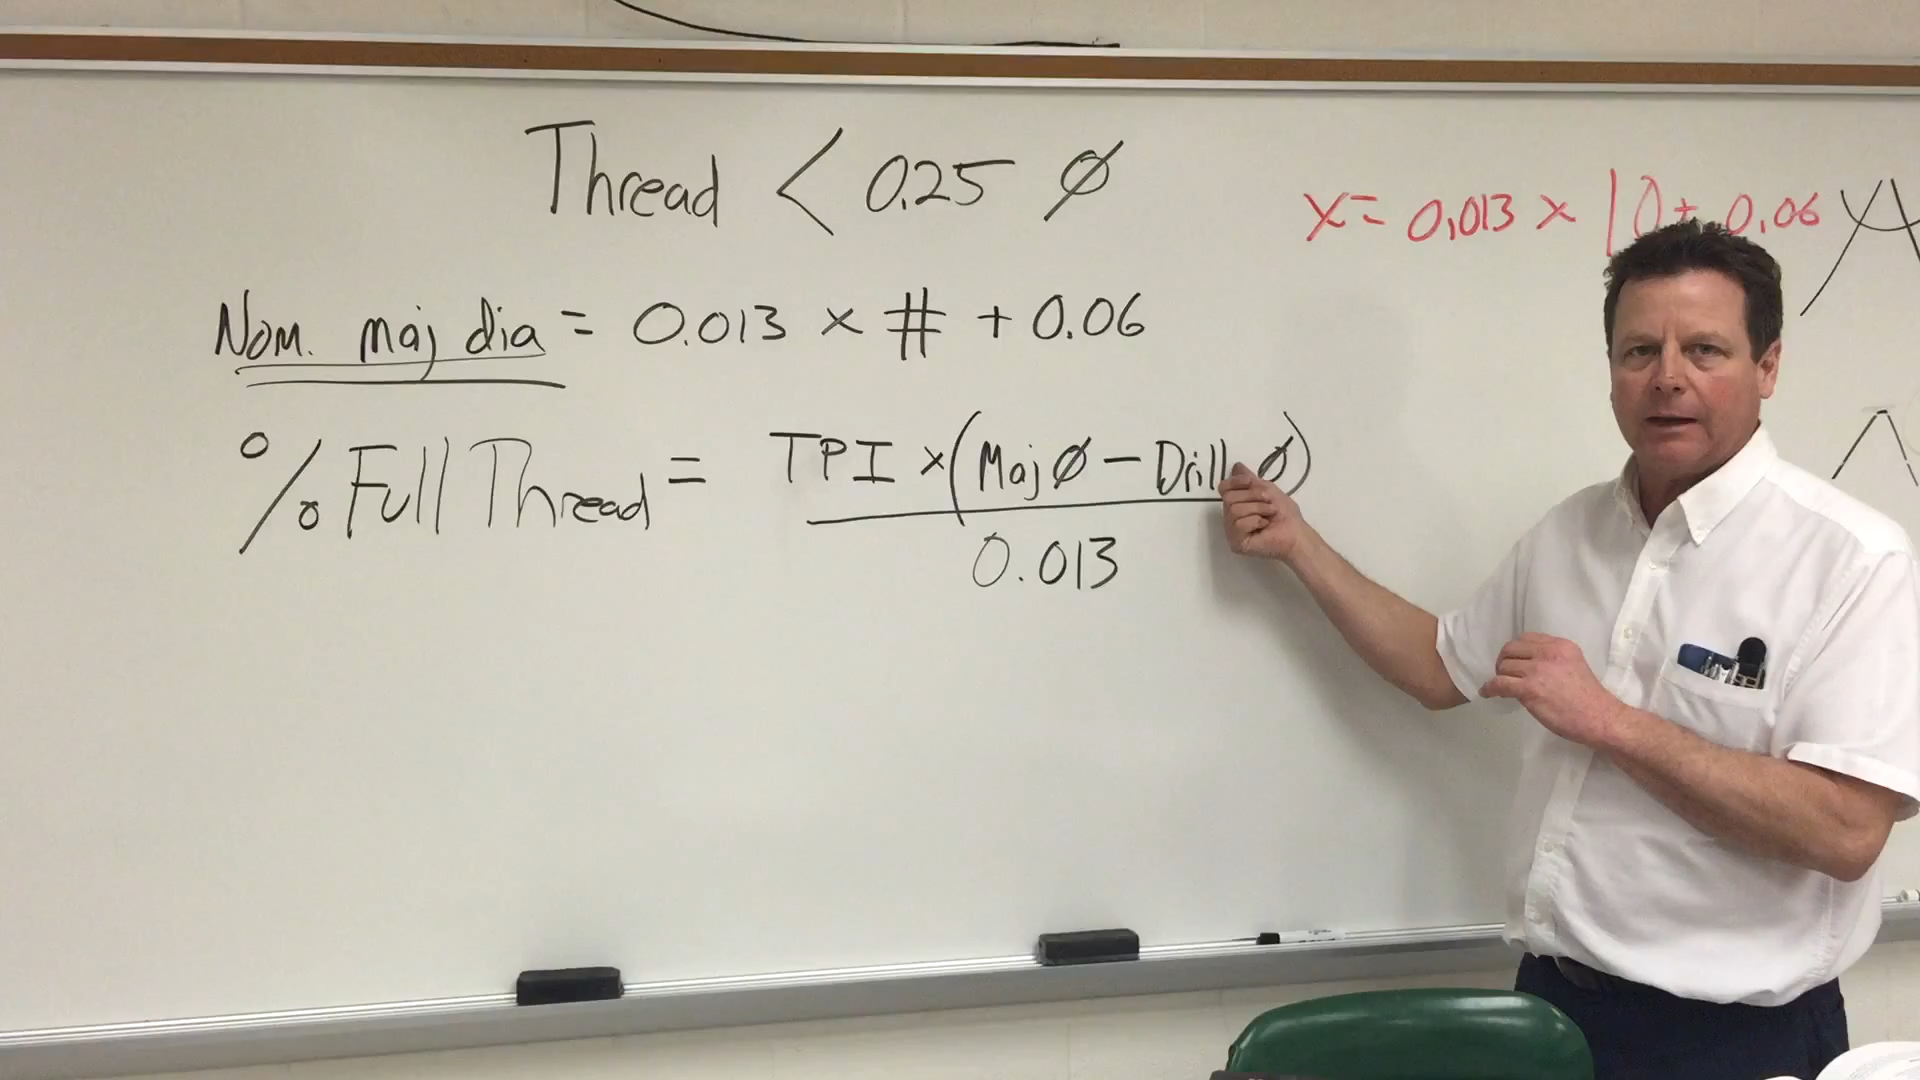 Thread < 0.25 Ø
x = 0.013 x 10 + 0.06
Nom. maj dia = 0.013 x # + 0.06
% Full Thread = TPI x (Maj Ø - Drill Ø)
0.013